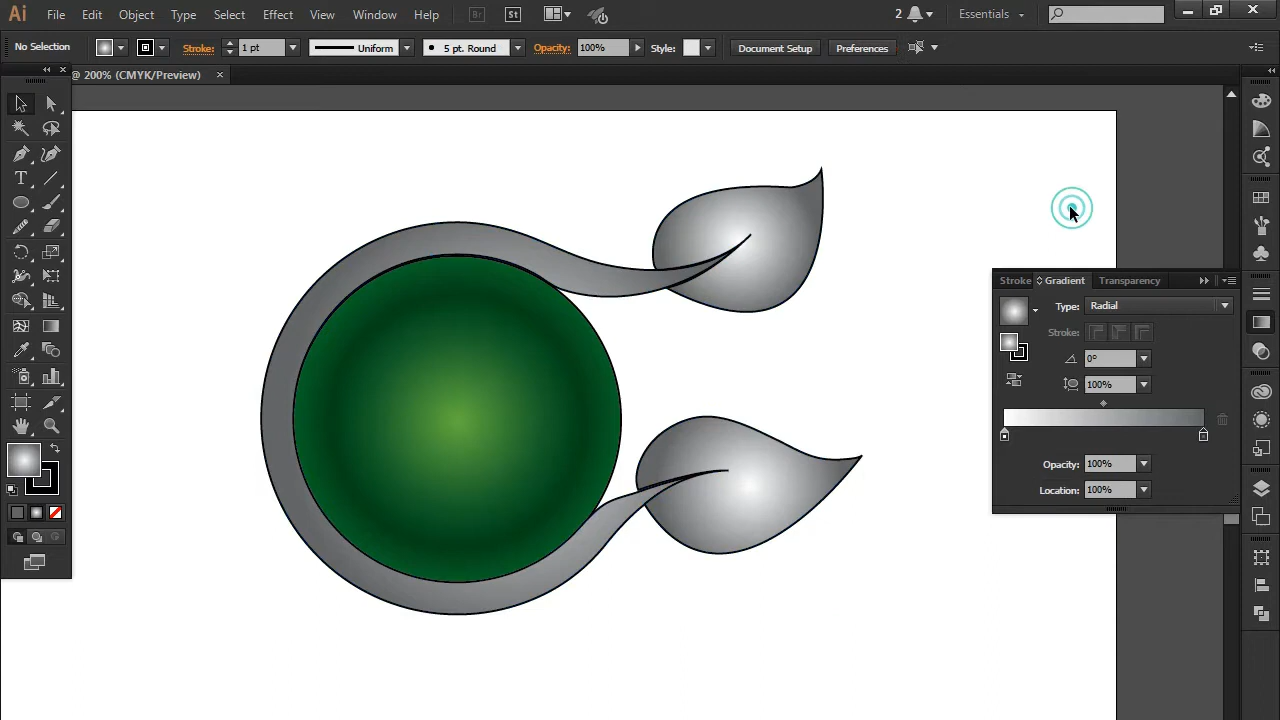 Ai File Edit Object Type Select Effect View Window Help Br St 2 Essentials
No Selection Stroke: 1 pt Uniform 5 pt. Round Opacity: 100% Style: Document Setup Preferences
@ 200% (CMYK/Preview)
T
Stroke Gradient Transparency
Type: Radial
Stroke:
0°
100%
Opacity: 100%
Location: 100%